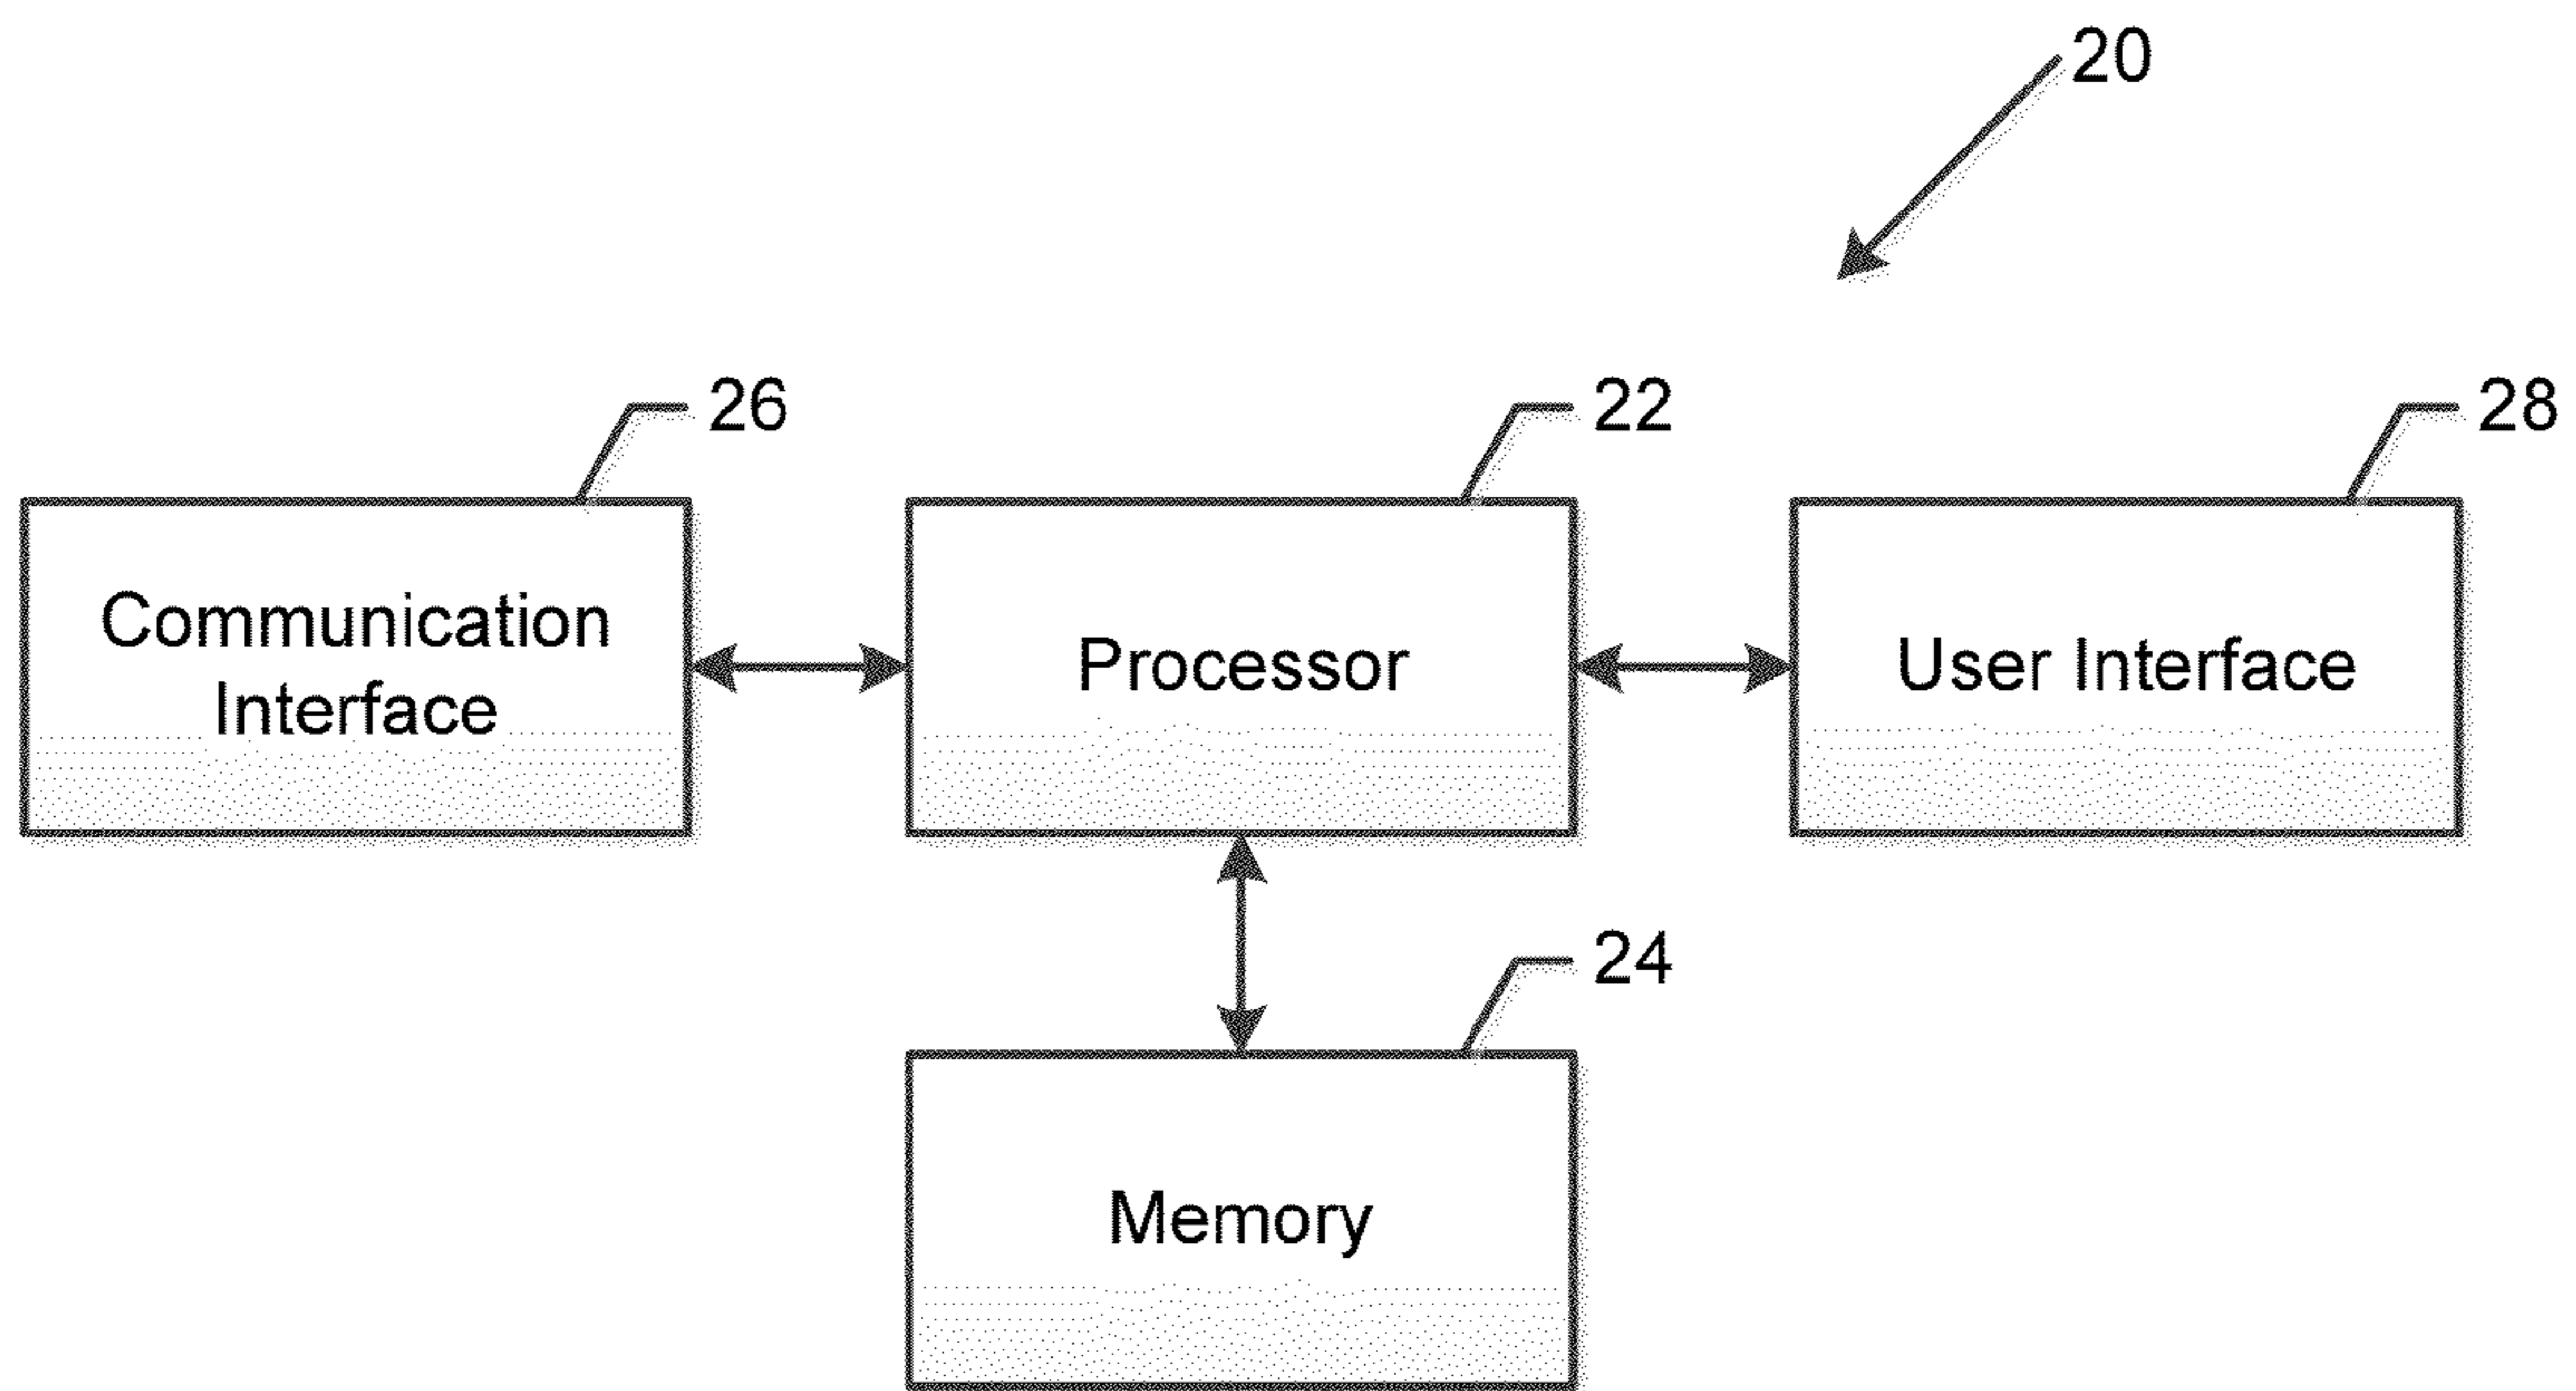 20
26
22
28
Communication
Interface
Processor
User Interface
24
Memory